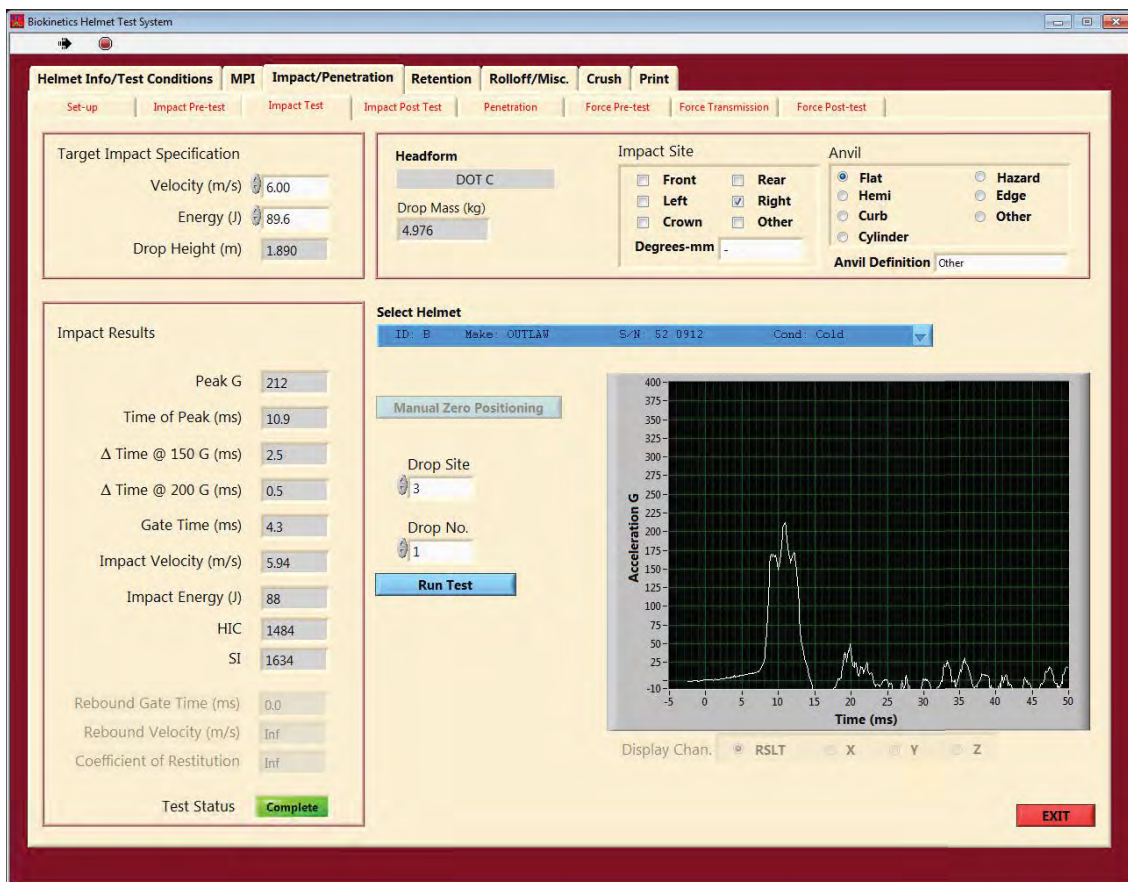 Biokinetics Helmet Test System
Helmet Info/Test Conditions MPI Impact/Penetration Retention Rolloff/Misc. Crush Print
Set-up Impact Pre-test Impact Test Impact Post Test Penetration Force Pre-test Force Transmission Force Post-test
Target Impact Specification
Velocity (m/s) 6.00
Energy (J) 89.6
Drop Height (m) 1.890
Headform
DOT C
Drop Mass (kg)
4.976
Impact Site
Front Rear
Left Right
Crown Other
Degrees-mm -
Anvil
Flat Hazard
Hemi Edge
Curb Other
Cylinder
Anvil Definition Other
Impact Results
Peak G 212
Time of Peak (ms) 10.9
Δ Time @ 150 G (ms) 2.5
Δ Time @ 200 G (ms) 0.5
Gate Time (ms) 4.3
Impact Velocity (m/s) 5.94
Impact Energy (J) 88
HIC 1484
SI 1634
Rebound Gate Time (ms) 0.0
Rebound Velocity (m/s) Inf
Coefficient of Restitution Inf
Test Status Complete
Select Helmet
ID: B Make: OUTLAW S/N: 52 0912 Cond: Cold
Manual Zero Positioning
Drop Site
3
Drop No.
1
Run Test
Acceleration G
400
375
350
325
300
275
250
225
200
175
150
125
100
75
50
25
-10
-5 0 5 10 15 20 25 30 35 40 45 50
Time (ms)
Display Chan. RSLT X Y Z
EXIT